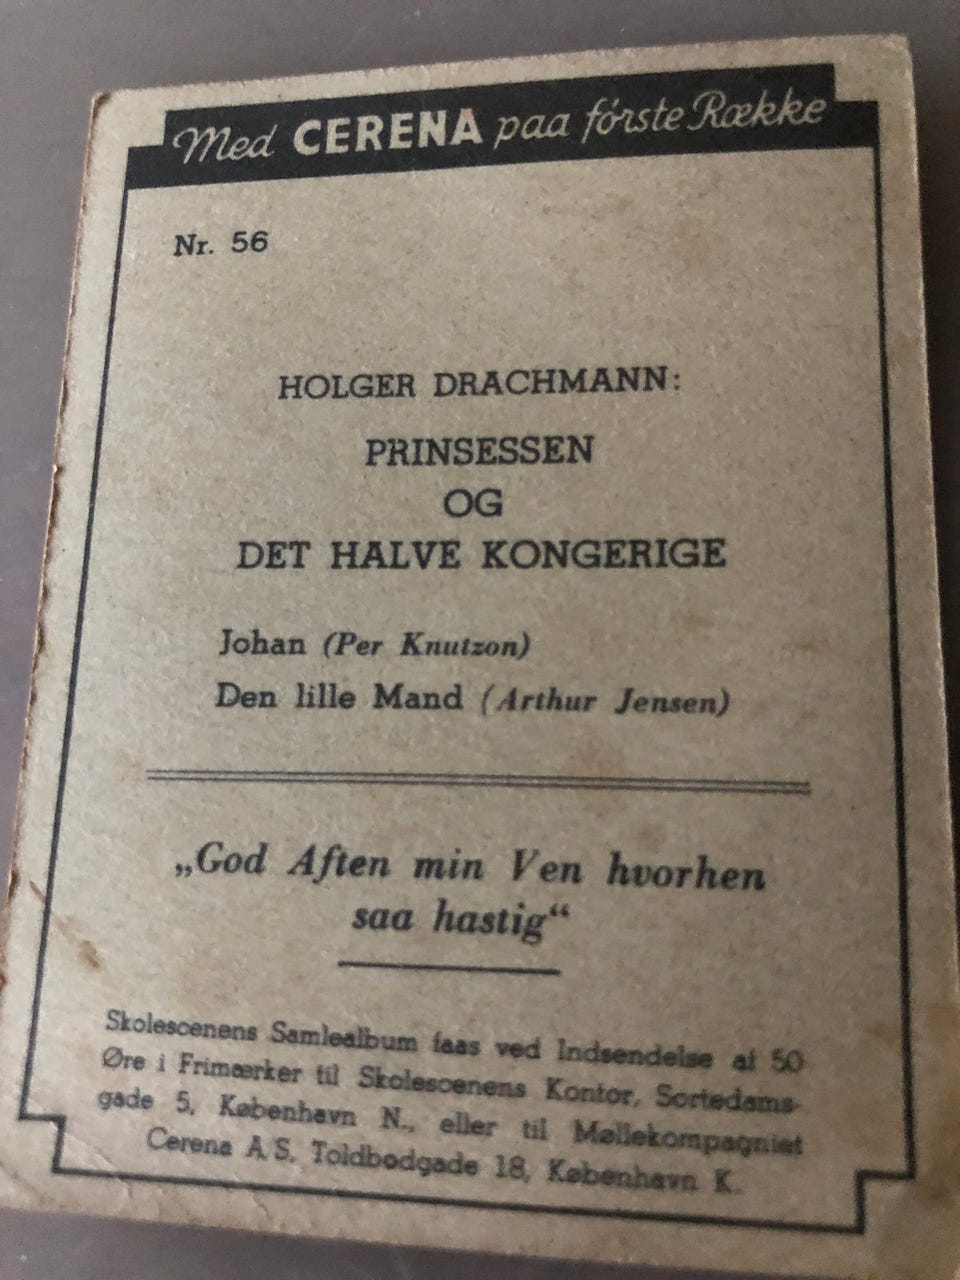 Med CERENA paa første Række
Nr. 56
HOLGER DRACHMANN:
PRINSESSEN
OG
DET HALVE KONGERIGE
Johan (Per Knutzon)
Den lille Mand (Arthur Jensen)
„God Aften min Ven hvorhen
saa hastig“
Skolescenens Samlealbum faas ved Indsendelse af 50
Øre i Frimærker til Skolescenens Kontor, Sortedams-
gade 5, København N., eller til Møllekompagniet
Cerena A.S. Toldbodgade 18, København K.